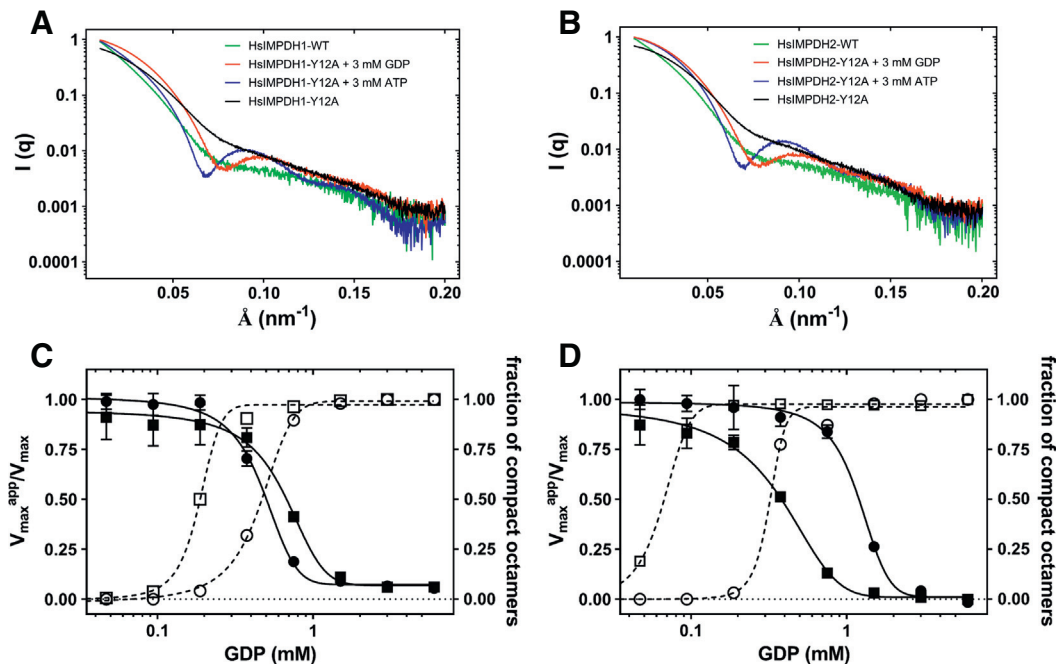 A
HsIMPDH1-WT
HsIMPDH1-Y12A + 3 mM GDP
HsIMPDH1-Y12A + 3 mM ATP
HsIMPDH1-Y12A
I (q)
1
0.1
0.01
0.001
0.0001
0.05 0.10 0.15 0.20
Å (nm⁻¹)
B
HsIMPDH2-WT
HsIMPDH2-Y12A + 3 mM GDP
HsIMPDH2-Y12A + 3 mM ATP
HsIMPDH2-Y12A
I (q)
1
0.1
0.01
0.001
0.0001
0.05 0.10 0.15 0.20
Å (nm⁻¹)
C
Vmax^app/Vmax
1.00
0.75
0.50
0.25
0.00
0.1 1
GDP (mM)
1.00
0.75
0.50
0.25
0.00
fraction of compact octamers
D
Vmax^app/Vmax
1.00
0.75
0.50
0.25
0.00
0.1 1
GDP (mM)
1.00
0.75
0.50
0.25
0.00
fraction of compact octamers